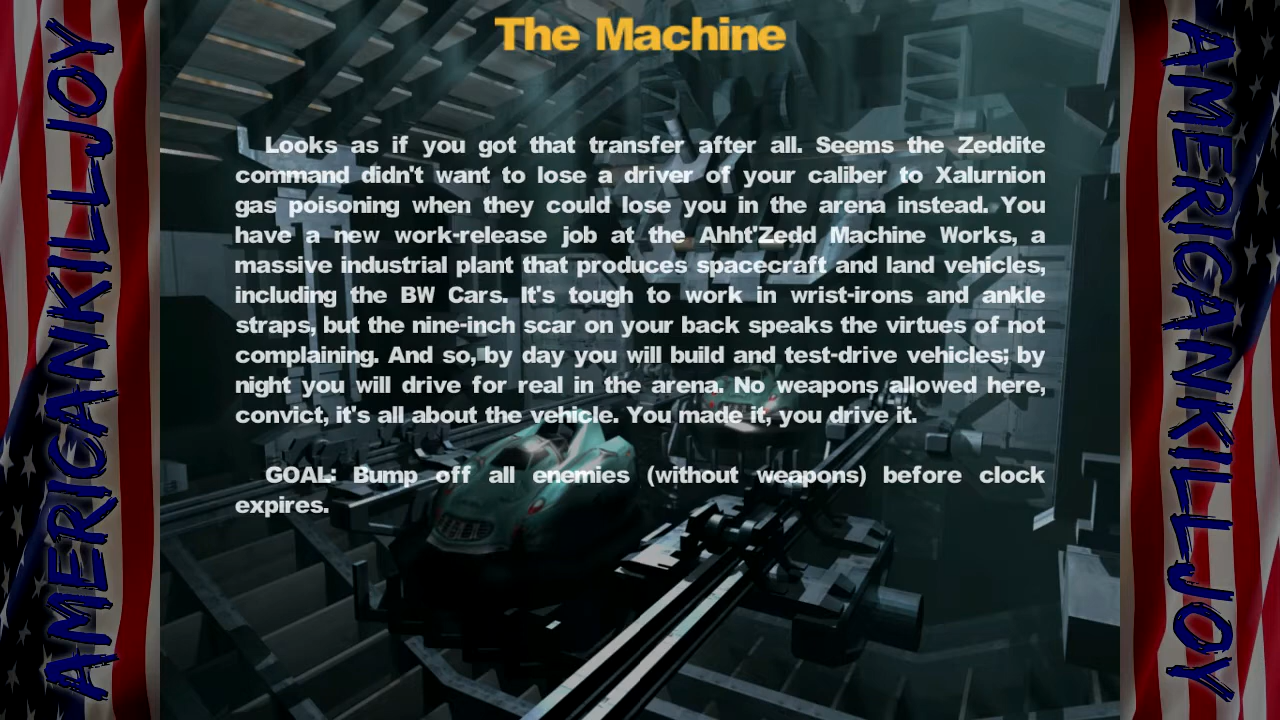 The Machine
Looks as if you got that transfer after all. Seems the Zeddite
command didn't want to lose a driver of your caliber to Xalurnion
gas poisoning when they could lose you in the arena instead. You
have a new work-release job at the Ahht'Zedd Machine Works, a
massive industrial plant that produces spacecraft and land vehicles,
including the BW Cars. It's tough to work in wrist-irons and ankle
straps, but the nine-inch scar on your back speaks the virtues of not
complaining. And so, by day you will build and test-drive vehicles; by
night you will drive for real in the arena. No weapons allowed here,
convict, it's all about the vehicle. You made it, you drive it.
GOAL: Bump off all enemies (without weapons) before clock
expires.
AMERICANKILLJOY
AMERICANKILLJOY